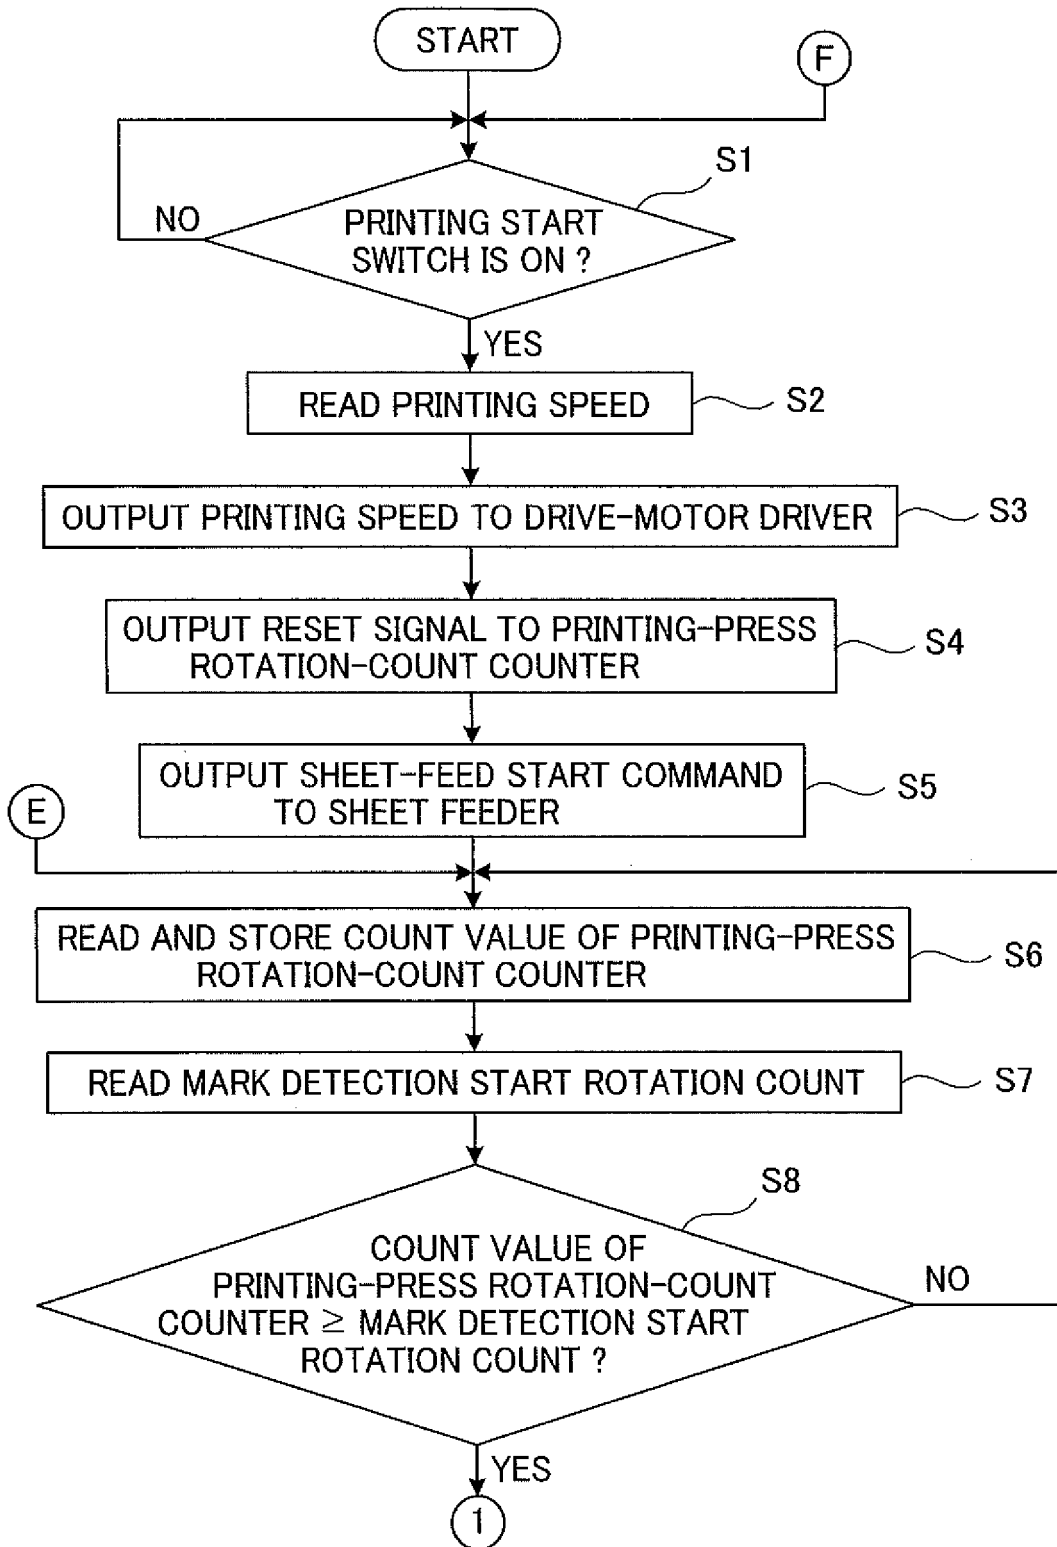 START
F
S1
PRINTING START
SWITCH IS ON ?
NO
YES
READ PRINTING SPEED
S2
OUTPUT PRINTING SPEED TO DRIVE-MOTOR DRIVER
S3
OUTPUT RESET SIGNAL TO PRINTING-PRESS
ROTATION-COUNT COUNTER
S4
OUTPUT SHEET-FEED START COMMAND
TO SHEET FEEDER
S5
E
READ AND STORE COUNT VALUE OF PRINTING-PRESS
ROTATION-COUNT COUNTER
S6
READ MARK DETECTION START ROTATION COUNT
S7
S8
COUNT VALUE OF
PRINTING-PRESS ROTATION-COUNT
COUNTER ≥ MARK DETECTION START
ROTATION COUNT ?
NO
YES
1